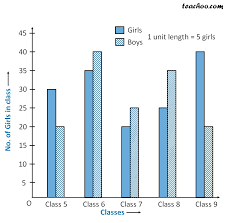 teachoo.com
Girls
Boys
1 unit length = 5 girls
No. of Girls in class
45
40
35
30
25
20
15
10
5
O
Class 5 Class 6 Class 7 Class 8 Class 9
Classes